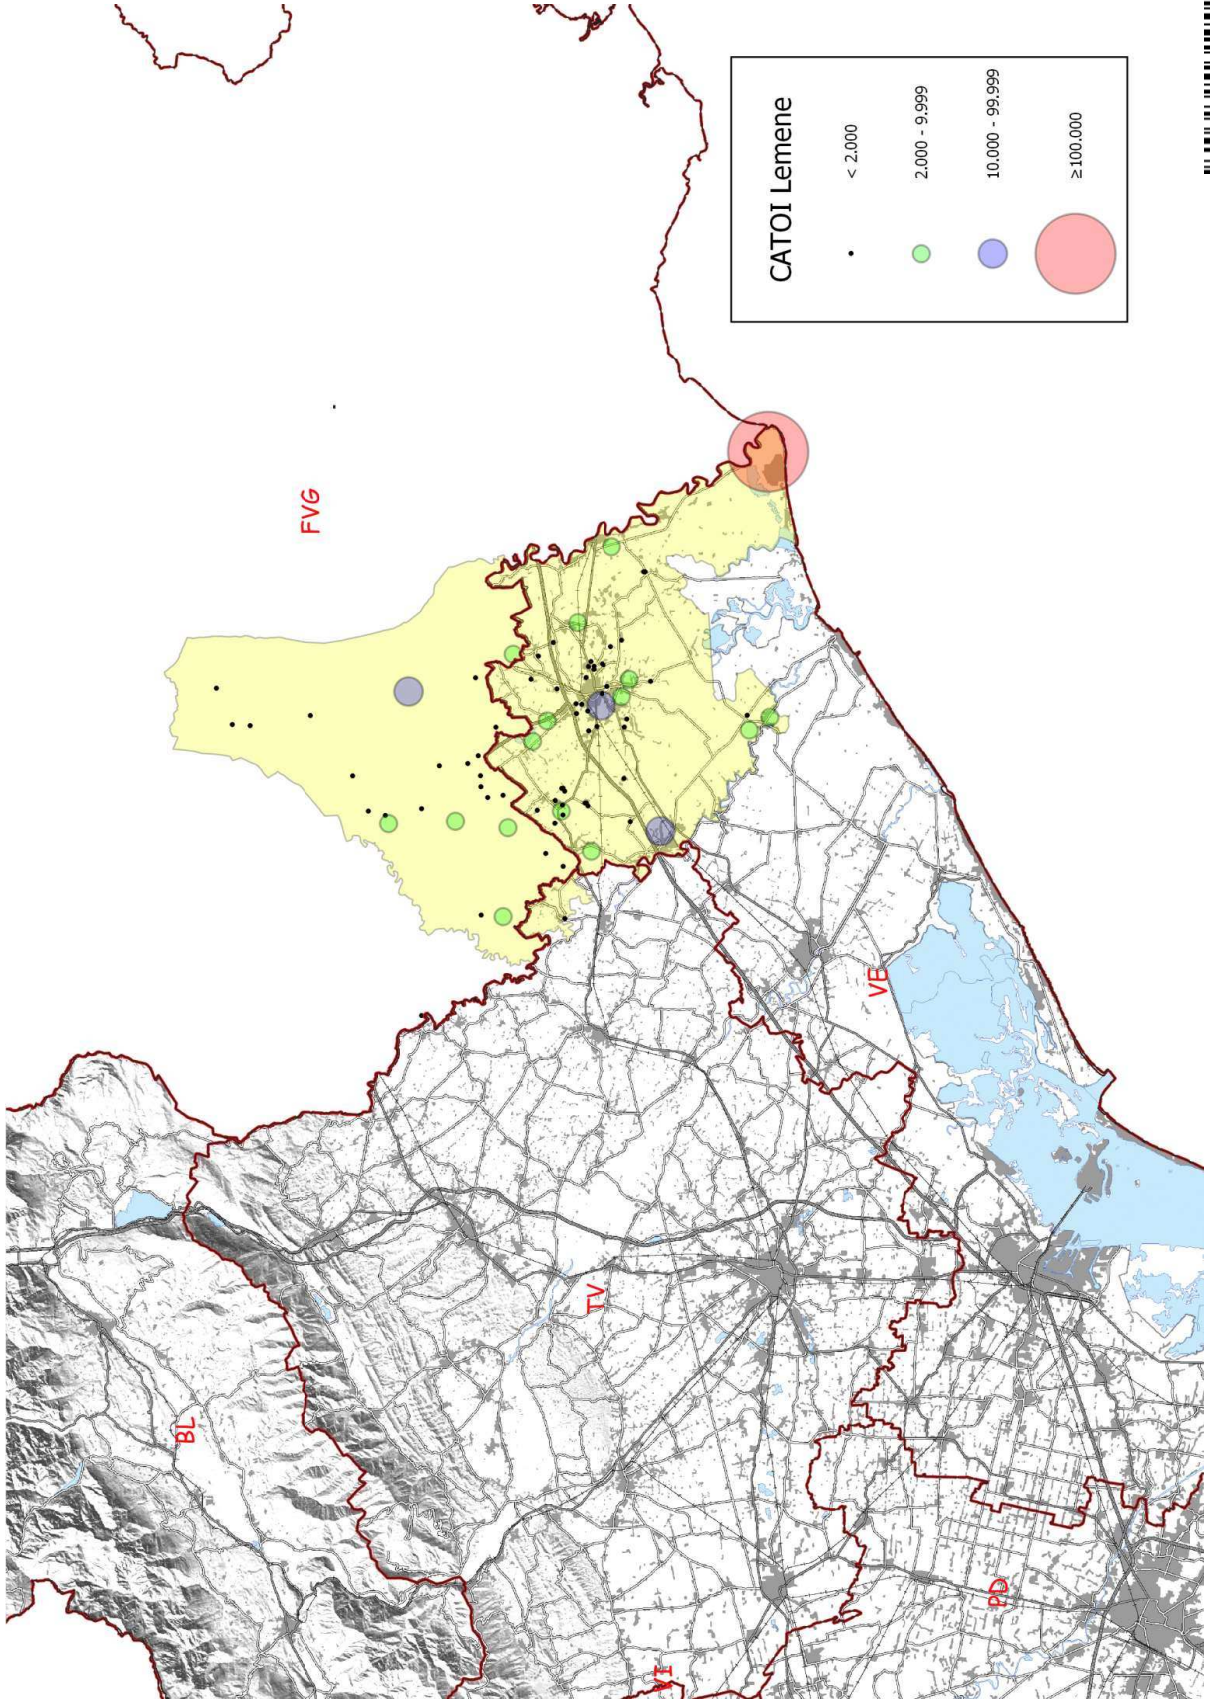 CATOI Lemene
< 2.000
2.000 - 9.999
10.000 - 99.999
≥100.000
FVG
BL
TV
VE
PD
VI